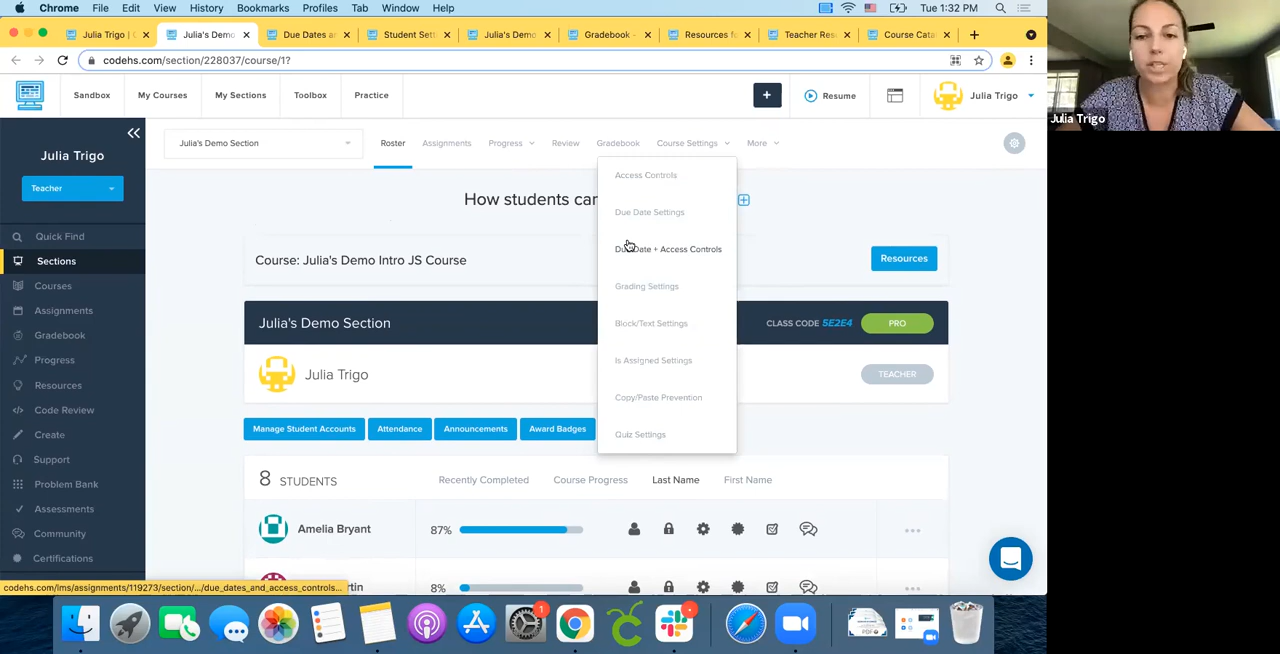 Chrome File Edit View History Bookmarks Profiles Tab Window Help Tue 1:32 PM
Julia Trigo | C Julia's Demo Due Dates a Student Set Julia's Demo Gradebook - Resources fo Teacher Res Course Cata
codehs.com/section/228037/course/1?
Sandbox My Courses My Sections Toolbox Practice + Resume Julia Trigo
Julia Trigo
Julia Trigo
Teacher
Quick Find
Sections
Courses
Assignments
Gradebook
Progress
Resources
Code Review
Create
Support
Problem Bank
Assessments
Community
Certifications
Julia's Demo Section Roster Assignments Progress Review Gradebook Course Settings More
Access Controls
Due Date Settings
Due Date + Access Controls
Grading Settings
Block/Text Settings
Is Assigned Settings
Copy/Paste Prevention
Quiz Settings
How students can
Course: Julia's Demo Intro JS Course Resources
Julia's Demo Section CLASS CODE 5E2E4 PRO
Julia Trigo TEACHER
Manage Student Accounts Attendance Announcements Award Badges
8 STUDENTS Recently Completed Course Progress Last Name First Name
Amelia Bryant 87%
rtin 8%
codehs.com/lms/assignments/119273/section/.../due_dates_and_access_controls...
1
PDF